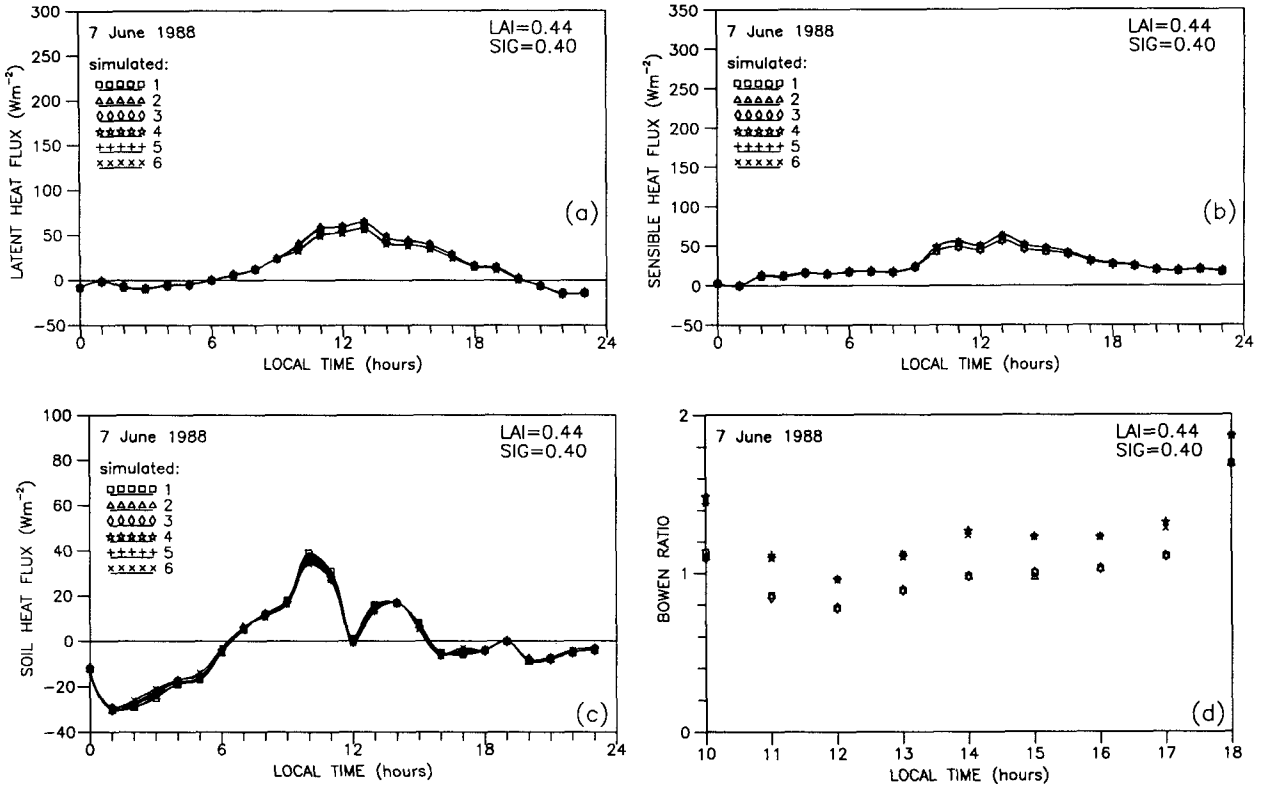 300
250
200
150
100
50
0
−50
LATENT HEAT FLUX (Wm⁻²)
7 June 1988
LAI=0.44
SIG=0.40
simulated:
1
2
3
4
5
6
(a)
0
6
12
18
24
LOCAL TIME (hours)
350
300
250
200
150
100
50
0
−50
SENSIBLE HEAT FLUX (Wm⁻²)
7 June 1988
LAI=0.44
SIG=0.40
simulated:
1
2
3
4
5
6
(b)
0
6
12
18
24
LOCAL TIME (hours)
100
80
60
40
20
0
−20
−40
SOIL HEAT FLUX (Wm⁻²)
7 June 1988
LAI=0.44
SIG=0.40
simulated:
1
2
3
4
5
6
(c)
0
6
12
18
24
LOCAL TIME (hours)
2
1
0
BOWEN RATIO
7 June 1988
LAI=0.44
SIG=0.40
(d)
10
11
12
13
14
15
16
17
18
LOCAL TIME (hours)